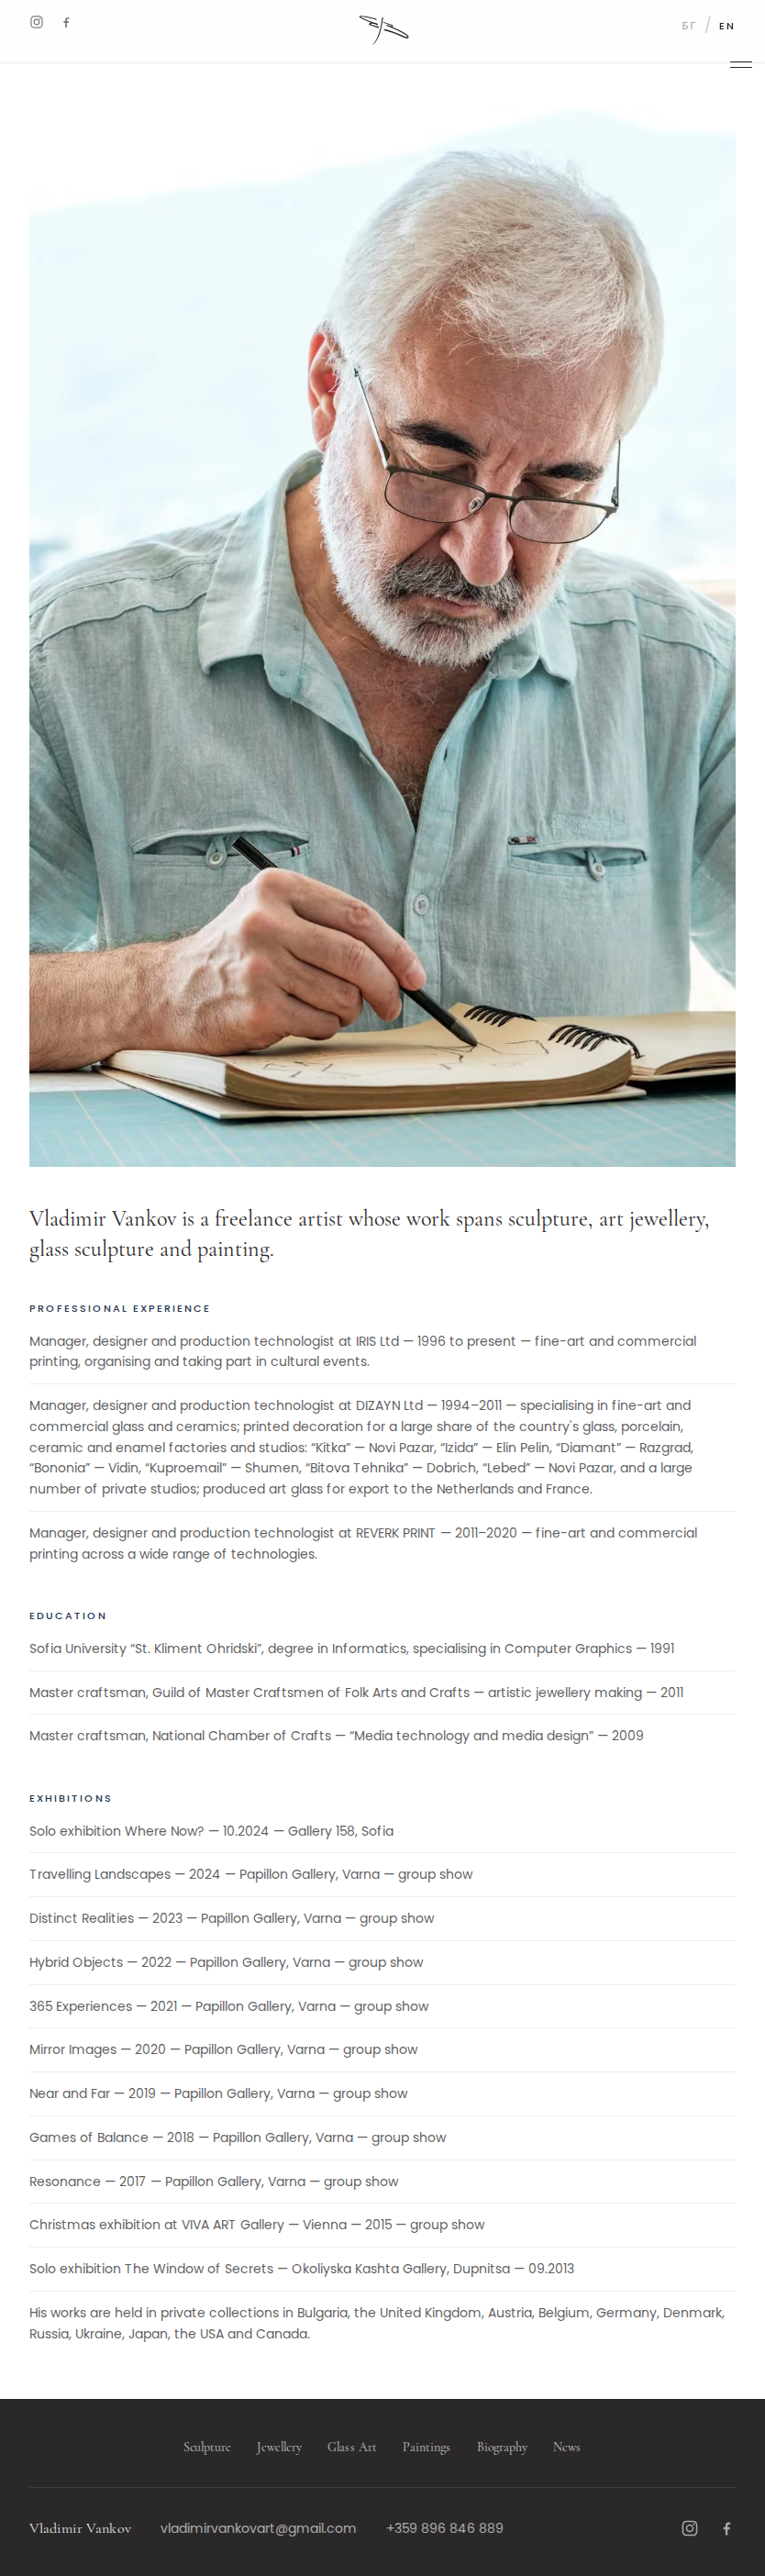 БГ / EN
Vladimir Vankov is a freelance artist whose work spans sculpture, art jewellery,
glass sculpture and painting.
PROFESSIONAL EXPERIENCE
Manager, designer and production technologist at IRIS Ltd — 1996 to present — fine-art and commercial
printing, organising and taking part in cultural events.
Manager, designer and production technologist at DIZAYN Ltd — 1994–2011 — specialising in fine-art and
commercial glass and ceramics; printed decoration for a large share of the country's glass, porcelain,
ceramic and enamel factories and studios: “Kitka” — Novi Pazar, “Izida” — Elin Pelin, “Diamant” — Razgrad,
“Bononia” — Vidin, “Kuproemail” — Shumen, “Bitova Tehnika” — Dobrich, “Lebed” — Novi Pazar, and a large
number of private studios; produced art glass for export to the Netherlands and France.
Manager, designer and production technologist at REVERK PRINT — 2011–2020 — fine-art and commercial
printing across a wide range of technologies.
EDUCATION
Sofia University “St. Kliment Ohridski”, degree in Informatics, specialising in Computer Graphics — 1991
Master craftsman, Guild of Master Craftsmen of Folk Arts and Crafts — artistic jewellery making — 2011
Master craftsman, National Chamber of Crafts — “Media technology and media design” — 2009
EXHIBITIONS
Solo exhibition Where Now? — 10.2024 — Gallery 158, Sofia
Travelling Landscapes — 2024 — Papillon Gallery, Varna — group show
Distinct Realities — 2023 — Papillon Gallery, Varna — group show
Hybrid Objects — 2022 — Papillon Gallery, Varna — group show
365 Experiences — 2021 — Papillon Gallery, Varna — group show
Mirror Images — 2020 — Papillon Gallery, Varna — group show
Near and Far — 2019 — Papillon Gallery, Varna — group show
Games of Balance — 2018 — Papillon Gallery, Varna — group show
Resonance — 2017 — Papillon Gallery, Varna — group show
Christmas exhibition at VIVA ART Gallery — Vienna — 2015 — group show
Solo exhibition The Window of Secrets — Okoliyska Kashta Gallery, Dupnitsa — 09.2013
His works are held in private collections in Bulgaria, the United Kingdom, Austria, Belgium, Germany, Denmark,
Russia, Ukraine, Japan, the USA and Canada.
Sculpture Jewellery Glass Art Paintings Biography News
Vladimir Vankov vladimirvankovart@gmail.com +359 896 846 889